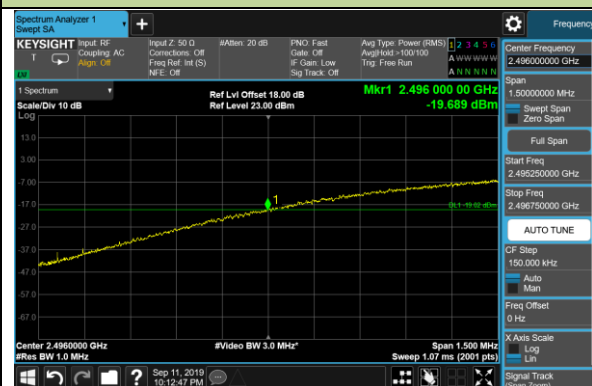 Spectrum Analyzer 1
Swept SA
Frequency
KEYSIGHT
T
LXI
Input: RF
Coupling: AC
Align: Off
Input Z: 50 Ω
Corrections: Off
Freq Ref: Int (S)
NFE: Off
#Atten: 20 dB
PNO: Fast
Gate: Off
IF Gain: Low
Sig Track: Off
Avg Type: Power (RMS)
Avg|Hold:>100/100
Trig: Free Run
1 2 3 4 5 6
A W W W W W
A N N N N N
1 Spectrum
Scale/Div 10 dB
Log
Ref Lvl Offset 18.00 dB
Ref Level 23.00 dBm
Mkr1 2.496 000 00 GHz
-19.689 dBm
13.0
3.00
-7.00
-17.0
-27.0
-37.0
-47.0
-57.0
-67.0
1
Center 2.4960000 GHz
#Res BW 1.0 MHz
#Video BW 3.0 MHz*
Span 1.500 MHz
Sweep 1.07 ms (2001 pts)
Sep 11, 2019
10:12:47 PM
Center Frequency
2.496000000 GHz
Span
1.50000000 MHz
Swept Span
Zero Span
Full Span
Start Freq
2.495250000 GHz
Stop Freq
2.496750000 GHz
AUTO TUNE
CF Step
150.000 kHz
Auto
Man
Freq Offset
0 Hz
X Axis Scale
Log
Lin
Signal Track
(Span Zoom)